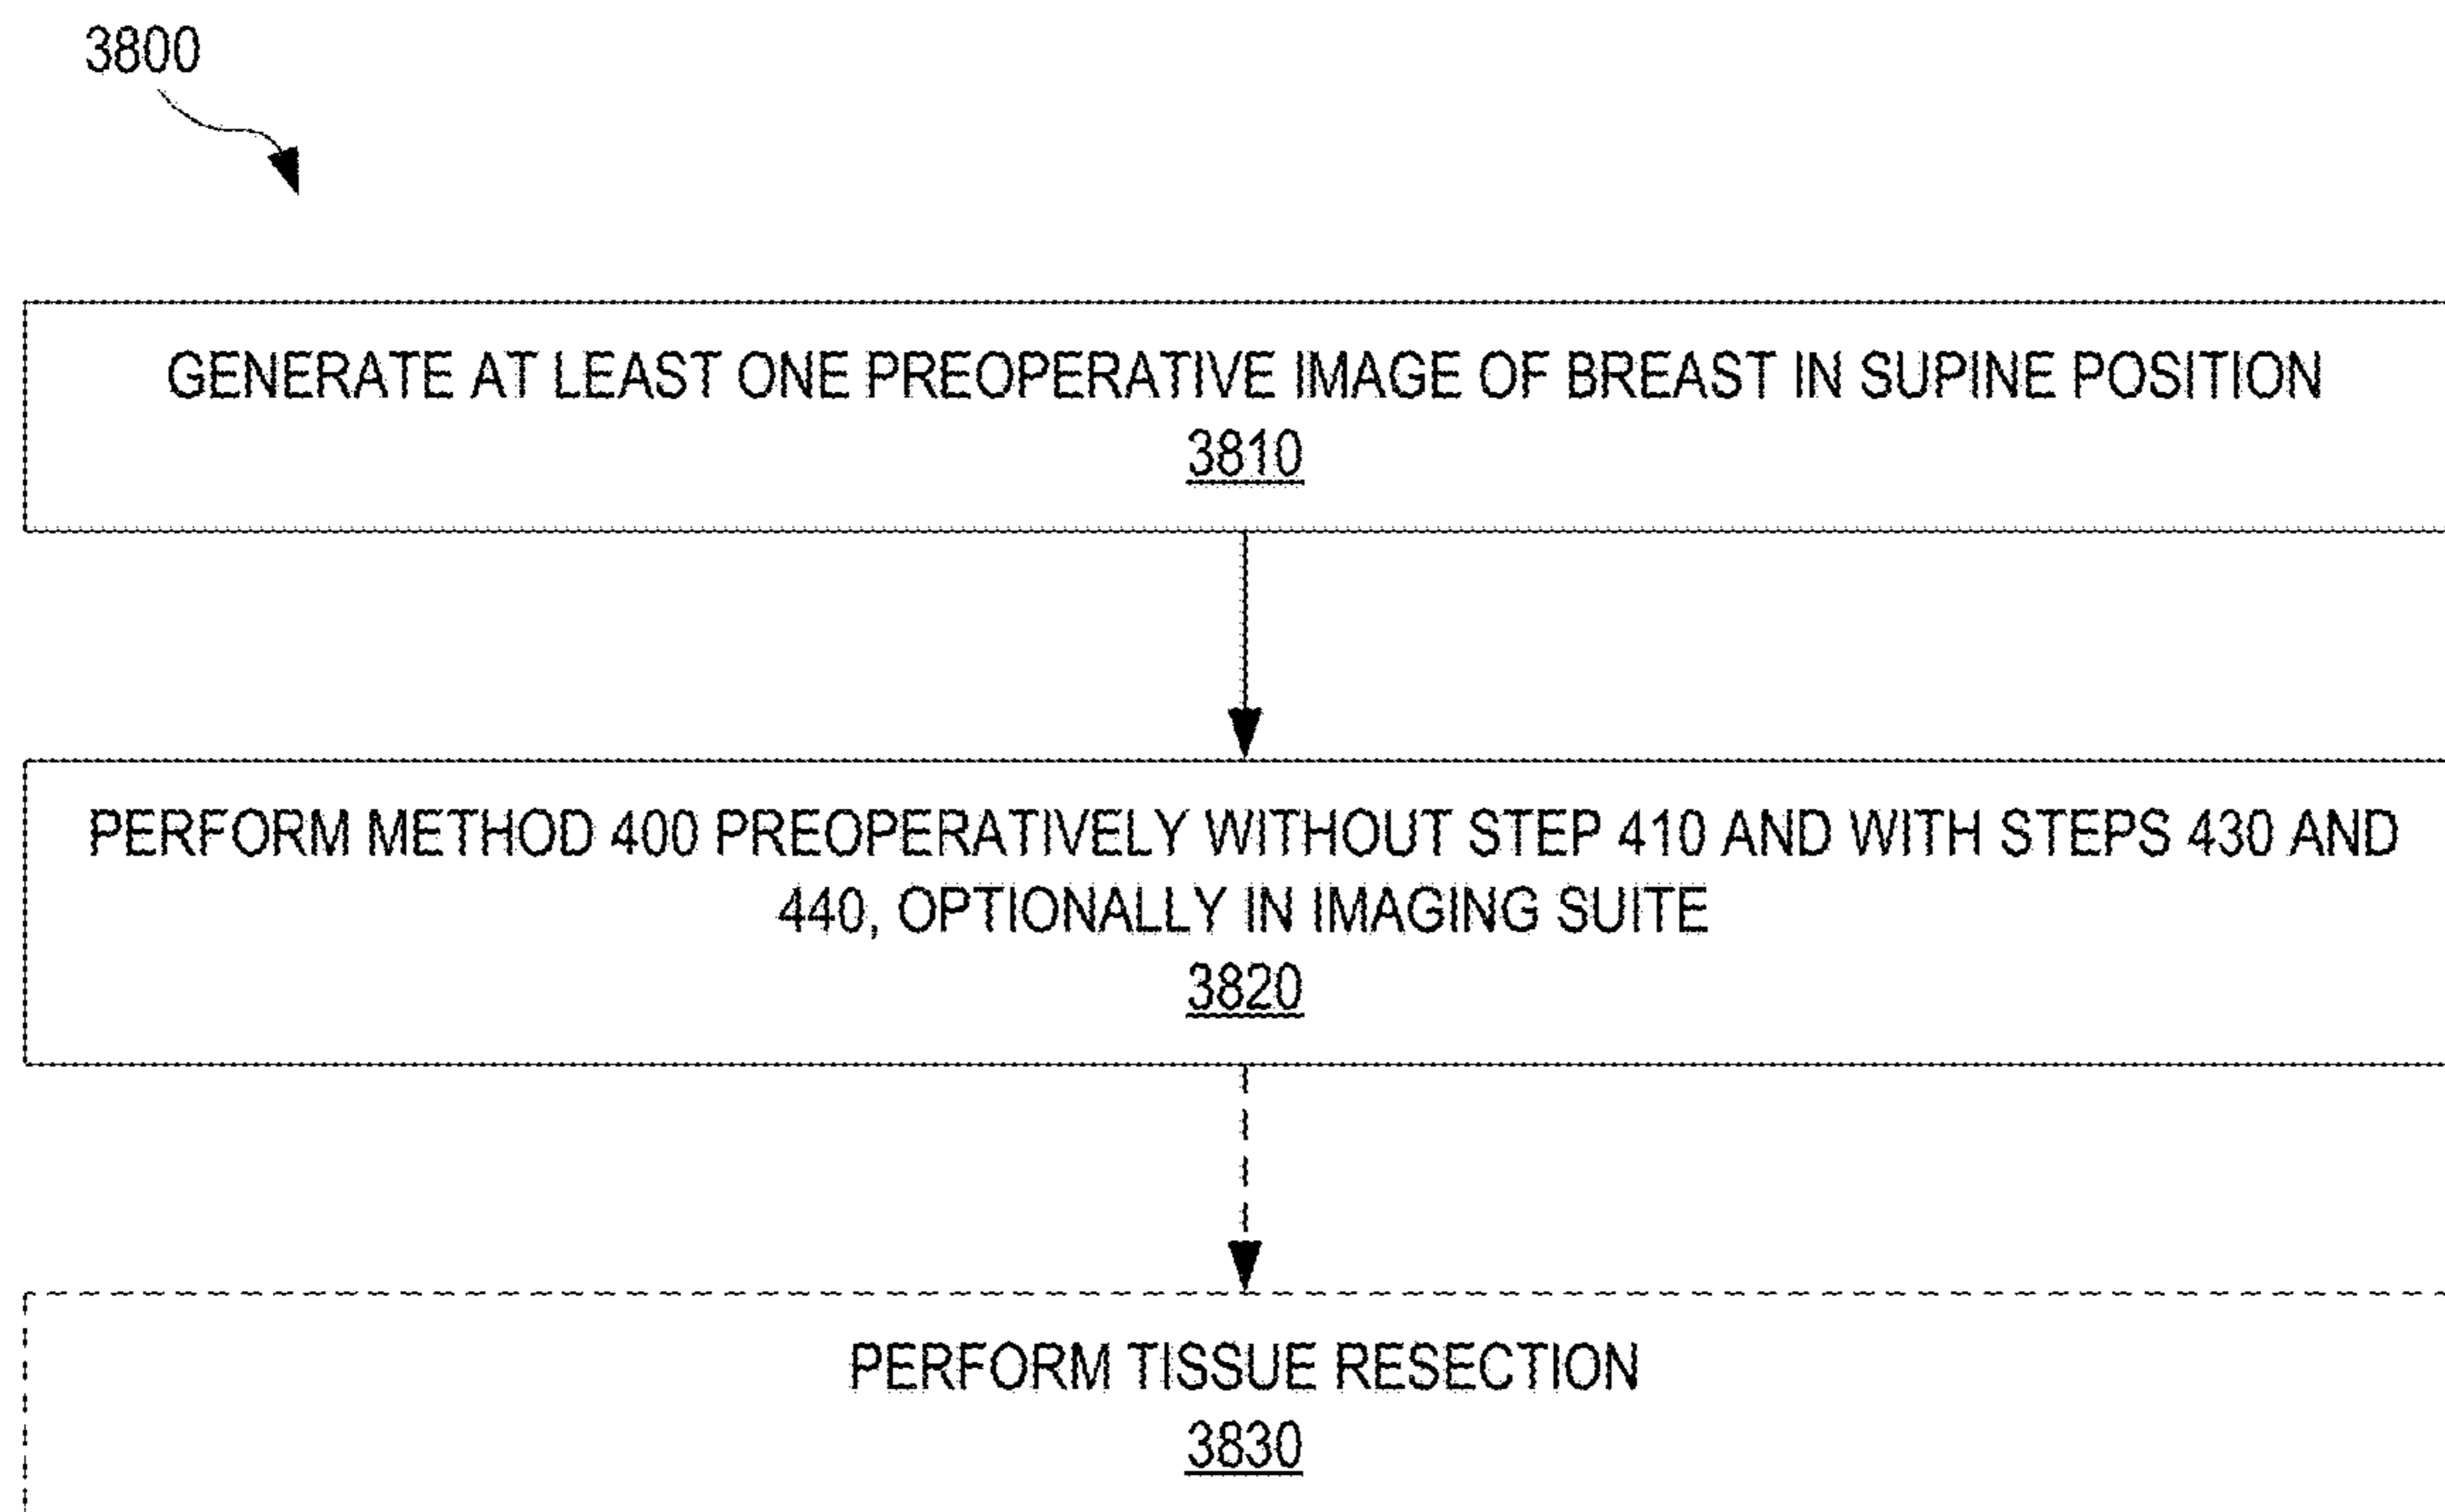 3800
GENERATE AT LEAST ONE PREOPERATIVE IMAGE OF BREAST IN SUPINE POSITION
3810
PERFORM METHOD 400 PREOPERATIVELY WITHOUT STEP 410 AND WITH STEPS 430 AND
440, OPTIONALLY IN IMAGING SUITE
3820
PERFORM TISSUE RESECTION
3830